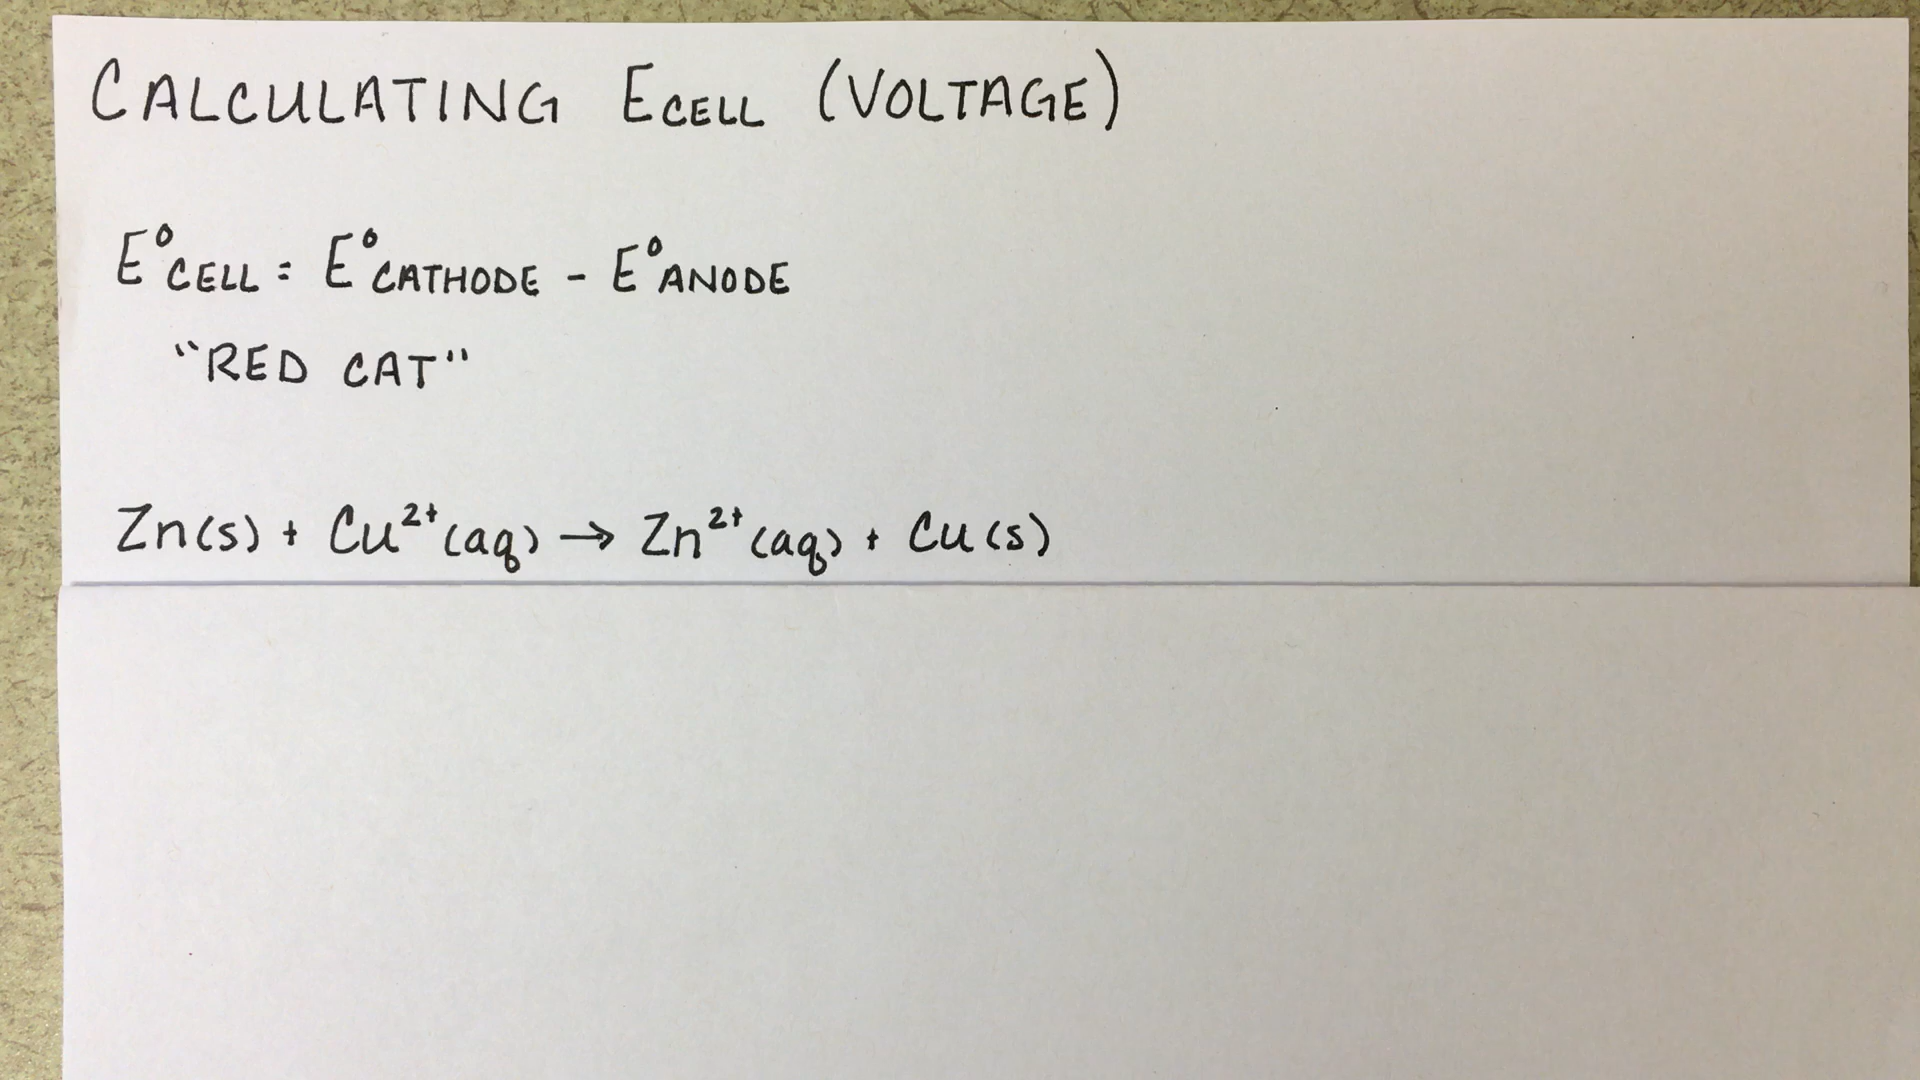 CALCULATING ECELL (VOLTAGE)
E°CELL = E°CATHODE - E°ANODE
"RED CAT"
Zn(s) + Cu²⁺(aq) → Zn²⁺(aq) + Cu(s)